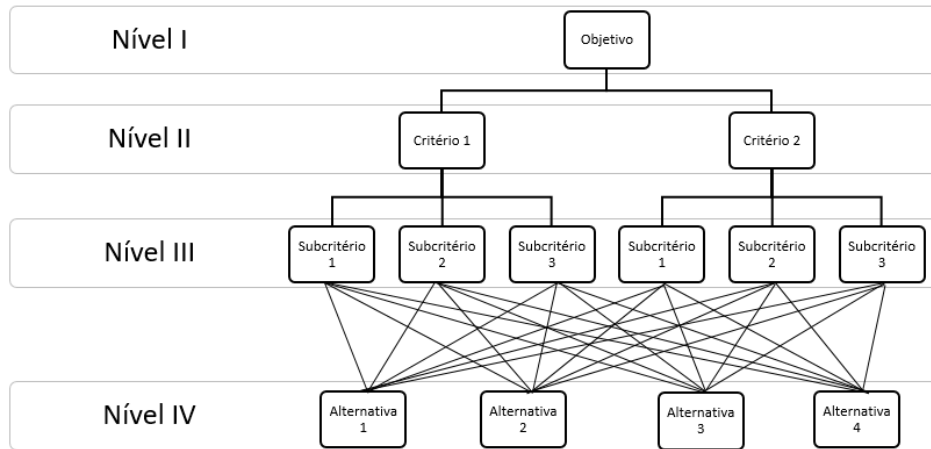 Nível I
Objetivo
Nível II
Critério 1
Critério 2
Nível III
Subcritério
1
Subcritério
2
Subcritério
3
Subcritério
1
Subcritério
2
Subcritério
3
Nível IV
Alternativa
1
Alternativa
2
Alternativa
3
Alternativa
4